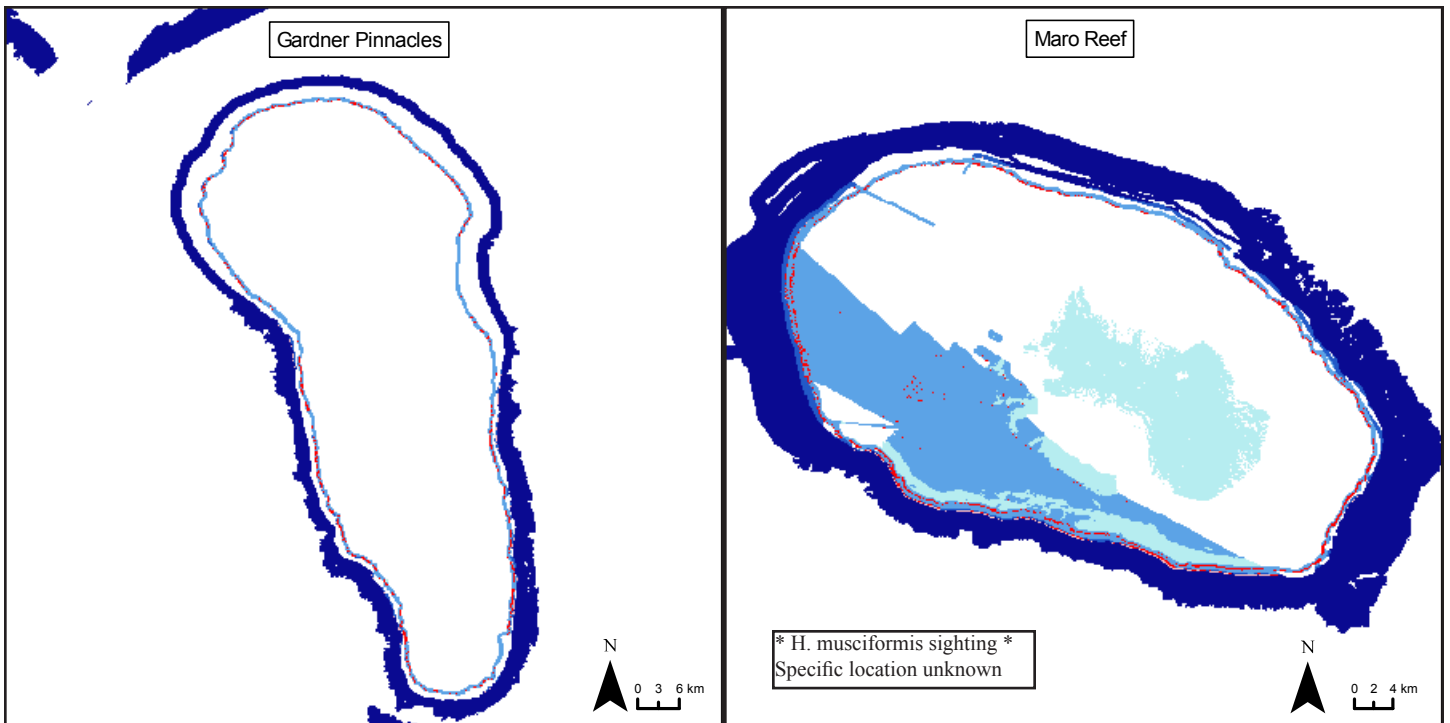 Gardner Pinnacles
N
0 3 6 km
Maro Reef
* H. musciformis sighting *
Specific location unknown
N
0 2 4 km